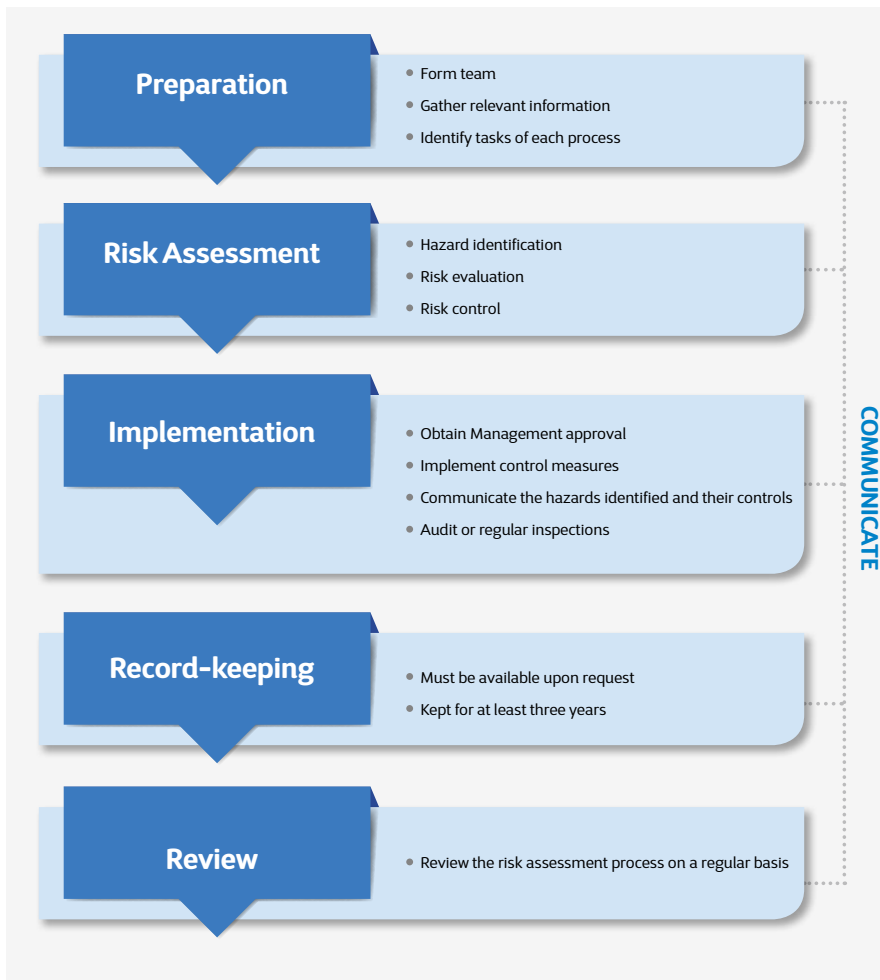 Preparation
• Form team
• Gather relevant information
• Identify tasks of each process
Risk Assessment
• Hazard identification
• Risk evaluation
• Risk control
Implementation
• Obtain Management approval
• Implement control measures
• Communicate the hazards identified and their controls
• Audit or regular inspections
Record-keeping
• Must be available upon request
• Kept for at least three years
Review
• Review the risk assessment process on a regular basis
COMMUNICATE